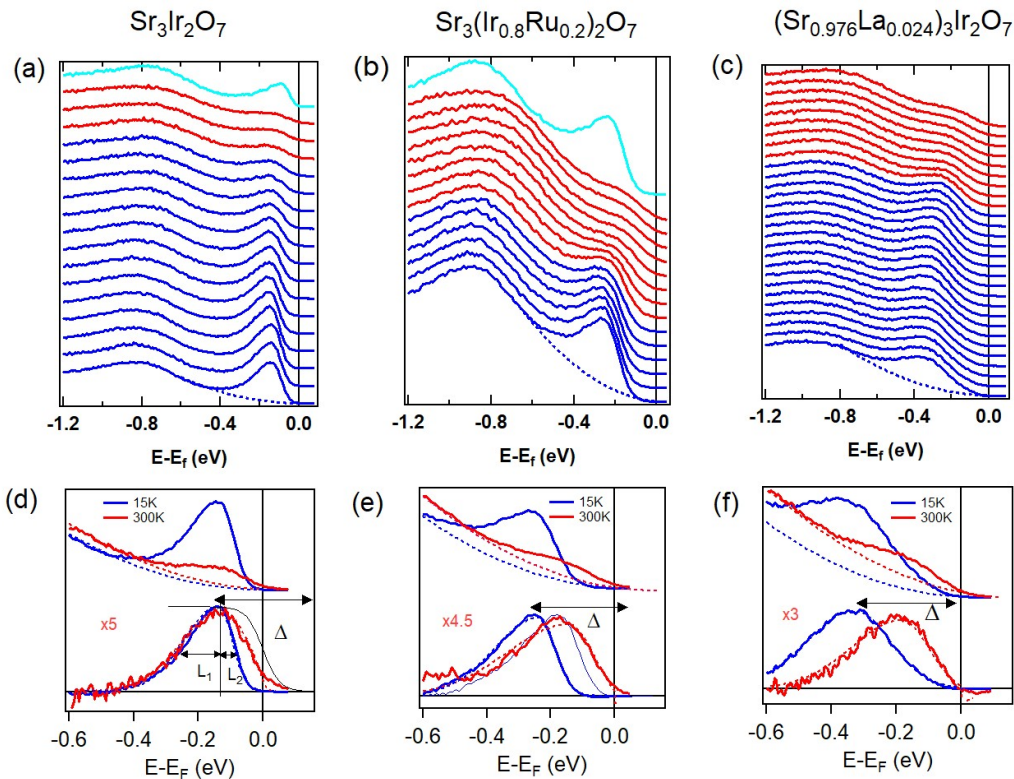 Sr3Ir2O7 Sr3(Ir0.8Ru0.2)2O7 (Sr0.976La0.024)3Ir2O7
(a) (b) (c)
-1.2 -0.8 -0.4 0.0 -1.2 -0.8 -0.4 0.0 -1.2 -0.8 -0.4 0.0
E-Ef (eV) E-Ef (eV) E-Ef (eV)
(d) (e) (f)
15K 15K 15K
300K 300K 300K
x5 Δ x4.5 Δ x3 Δ
L1 L2
-0.6 -0.4 -0.2 0.0 -0.6 -0.4 -0.2 0.0 -0.6 -0.4 -0.2 0.0
E-EF (eV) E-EF (eV) E-EF (eV)